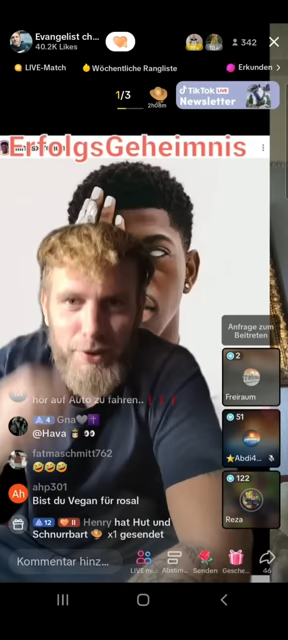 Evangelist ch...
40.2K Likes
342
LIVE-Match
Wöchentliche Rangliste
Erkunden >
1/3
2h08m
TikTok LIVE
Newsletter
ErfolgsGeheimnis
Anfrage zum
Beitreten
2
Freiraum
hör auf Auto zu fahren..
4 Gna
@Hava
51
Abdi4...
fatmaschmitt762
ahp301
Ah
Bist du Vegan für rosal
122
Reza
12 II Henry hat Hut und
Schnurrbart x1 gesendet
Kommentar hinz...
LIVE mi...
Abstim...
Senden
Gesche...
46